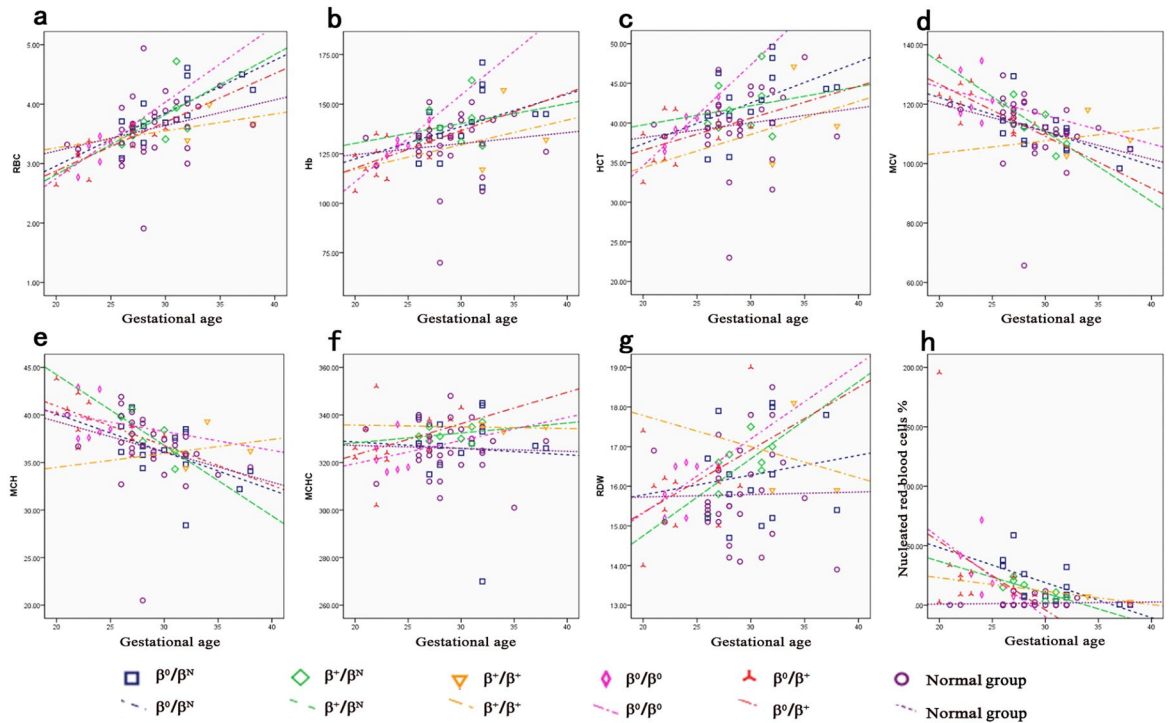 a b c d
5.00 150.00 50.00 140.00
45.00
4.00 125.00 120.00
40.00
3.00 35.00
100.00 100.00
30.00
2.00
75.00 25.00 80.00
1.00 20.00 60.00
RBC Hb HCT MCV
20 25 30 35 40 20 25 30 35 40 20 25 30 35 40 20 25 30 35 40
Gestational age Gestational age Gestational age Gestational age
e f g h
45.00 360.00 19.00 200.00
40.00 340.00 18.00 150.00
17.00
35.00 320.00 100.00
16.00
30.00 300.00 15.00
25.00 280.00 14.00
20.00 260.00 13.00 .00
MCH MCHC RDW Nucleated red blood cells %
20 25 30 35 40 20 25 30 35 40 20 25 30 35 40 20 25 30 35 40
Gestational age Gestational age Gestational age Gestational age
β⁰/βᴺ β⁺/βᴺ β⁺/β⁺ β⁰/β⁰ β⁰/β⁺ Normal group
β⁰/βᴺ β⁺/βᴺ β⁺/β⁺ β⁰/β⁰ β⁰/β⁺ Normal group